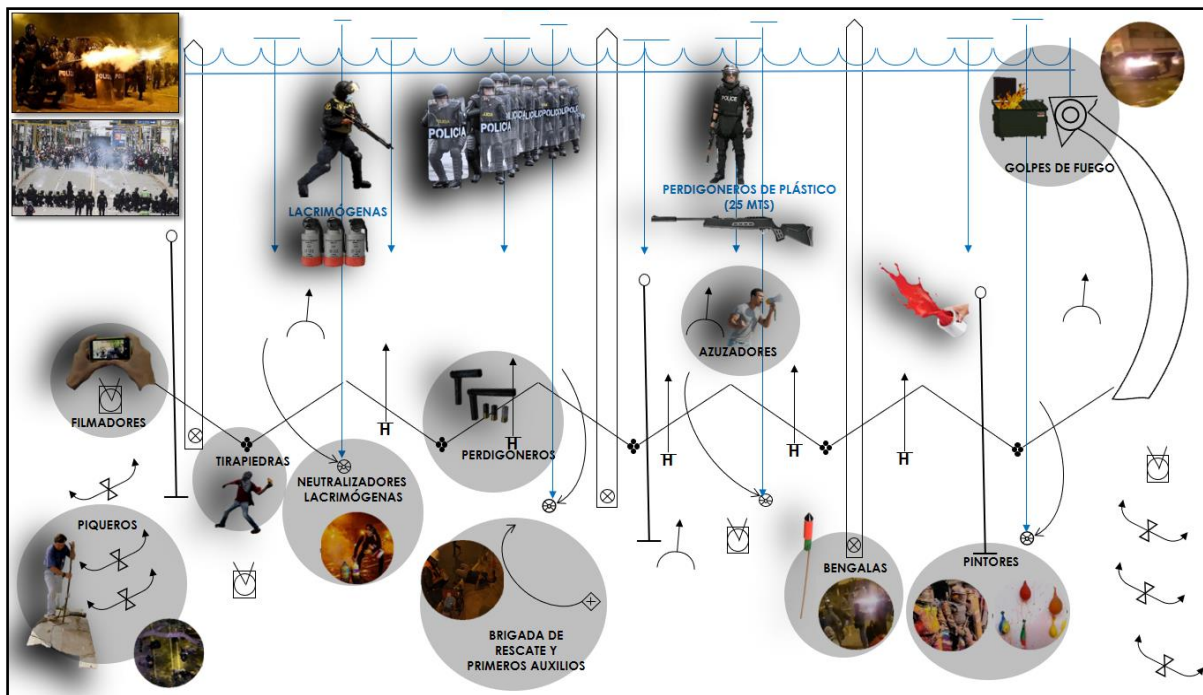 POLICIA
POLICIA
POLICIA
POLICE
LACRIMÓGENAS
PERDIGONEROS DE PLÁSTICO
(25 MTS)
GOLPES DE FUEGO
AZUZADORES
FILMADORES
TIRAPIEDRAS
PERDIGONEROS
H
H
H
H
H
NEUTRALIZADORES
LACRIMÓGENAS
PIQUEROS
BENGALAS
PINTORES
BRIGADA DE
RESCATE Y
PRIMEROS AUXILIOS